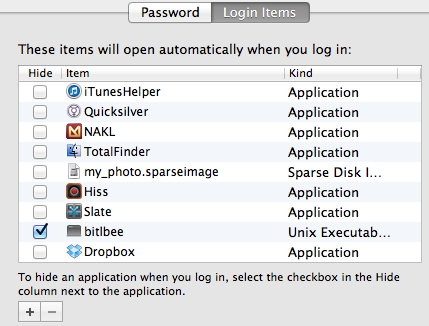 Password Login Items
These items will open automatically when you log in:
Hide Item Kind
iTunesHelper Application
Quicksilver Application
NAKL Application
TotalFinder Application
my_photo.sparseimage Sparse Disk I...
Hiss Application
Slate Application
bitlbee Unix Executab...
Dropbox Application
To hide an application when you log in, select the checkbox in the Hide
column next to the application.
+ −